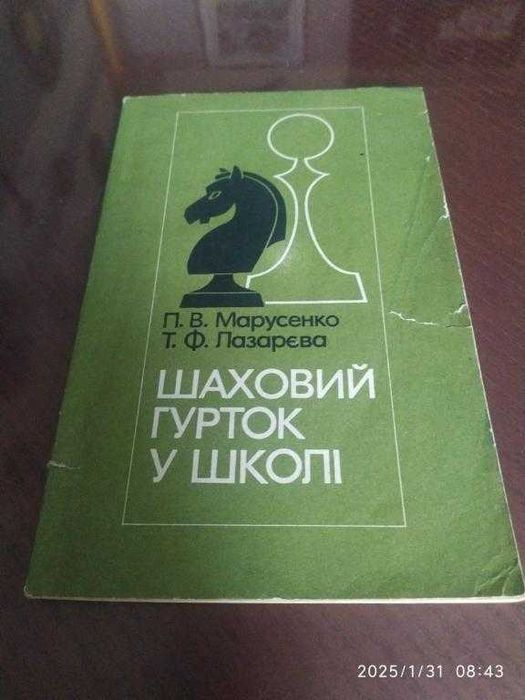 П. В. Марусенко
Т. Ф. Лазарєва
ШАХОВИЙ
ГУРТОК
У ШКОЛІ
2025/1/31 08:43